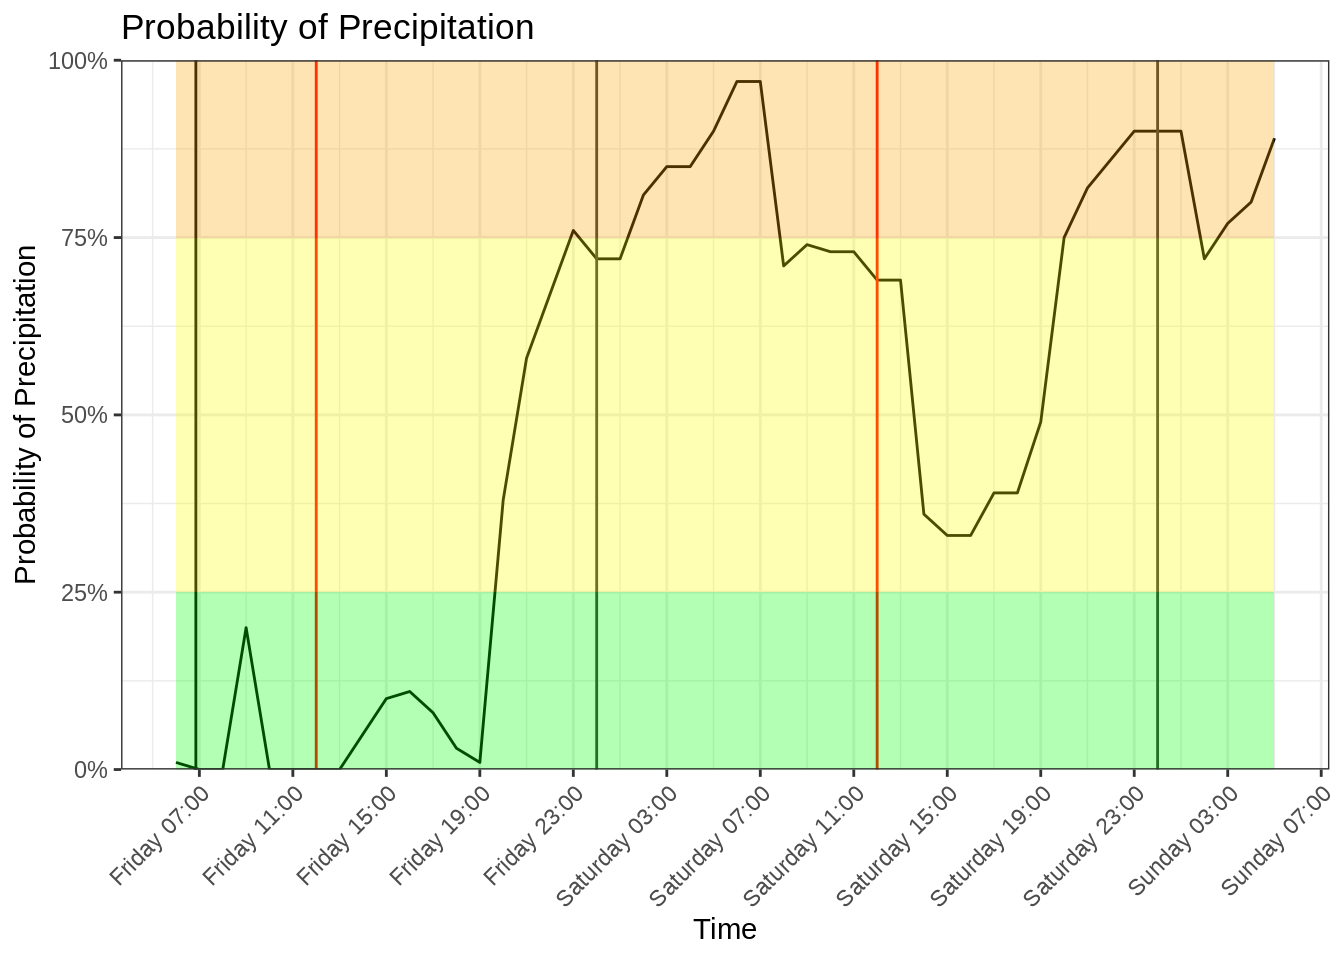 Probability of Precipitation
Probability of Precipitation
100%
75%
50%
25%
0%
Friday 07:00
Friday 11:00
Friday 15:00
Friday 19:00
Friday 23:00
Saturday 03:00
Saturday 07:00
Saturday 11:00
Saturday 15:00
Saturday 19:00
Saturday 23:00
Sunday 03:00
Sunday 07:00
Time